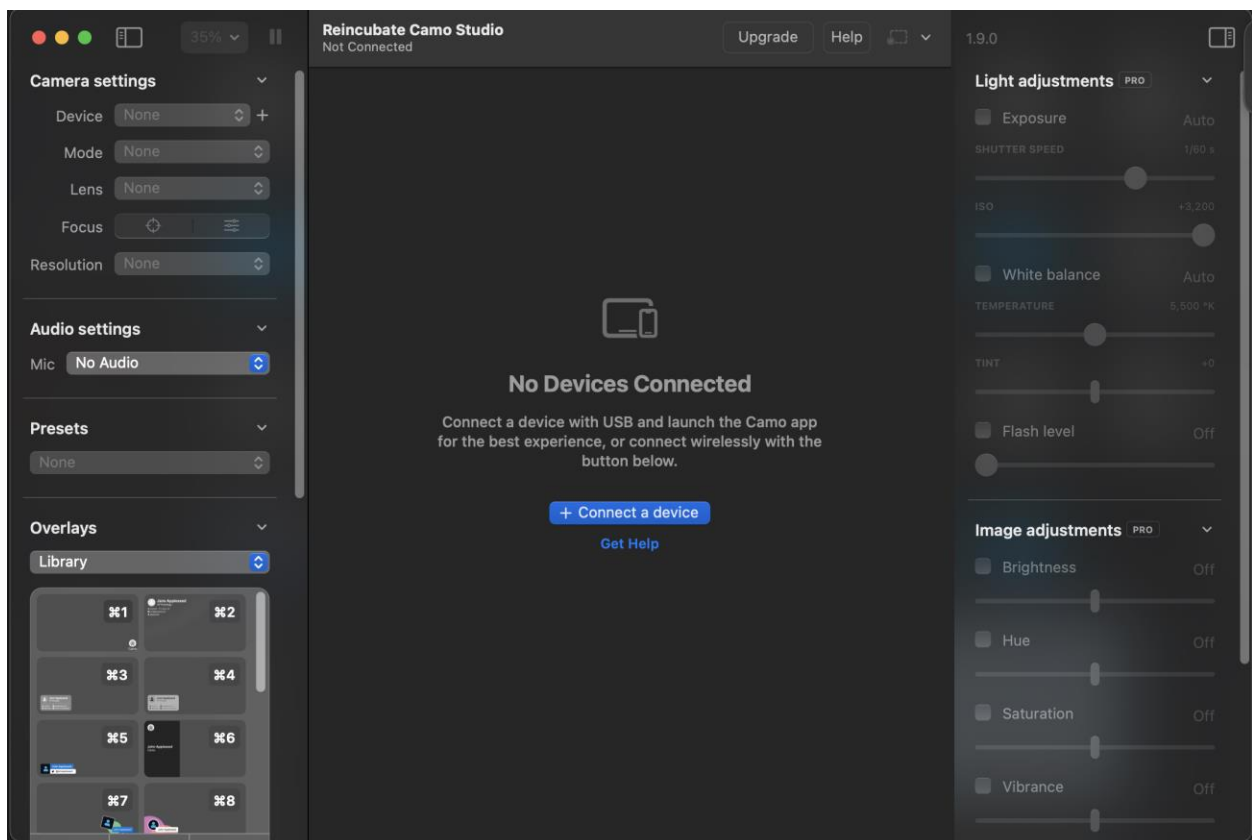 35%
Reincubate Camo Studio
Not Connected
Upgrade
Help
1.9.0
Camera settings
Device None +
Mode None
Lens None
Focus
Resolution None
Audio settings
Mic No Audio
Presets
None
Overlays
Library
⌘1 ⌘2
⌘3 ⌘4
⌘5 ⌘6
⌘7 ⌘8
No Devices Connected
Connect a device with USB and launch the Camo app
for the best experience, or connect wirelessly with the
button below.
+ Connect a device
Get Help
Light adjustments PRO
Exposure Auto
SHUTTER SPEED 1/60 s
ISO +3,200
White balance Auto
TEMPERATURE 5,500 °K
TINT +0
Flash level Off
Image adjustments PRO
Brightness Off
Hue Off
Saturation Off
Vibrance Off